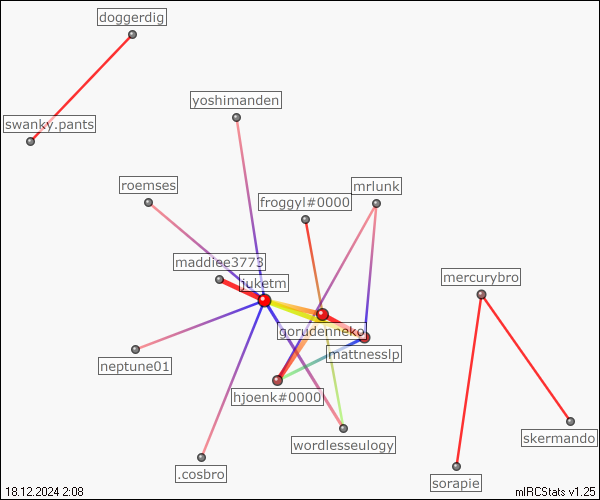 doggerdig
swanky.pants
yoshimanden
roemses
mrlunk
froggyl#0000
maddiee3773
juketm
mercurybro
gorudenneko
mattnesslp
neptune01
hjoenk#0000
skermando
wordlesseulogy
.cosbro
sorapie
18.12.2024 2:08
mIRCStats v1.25